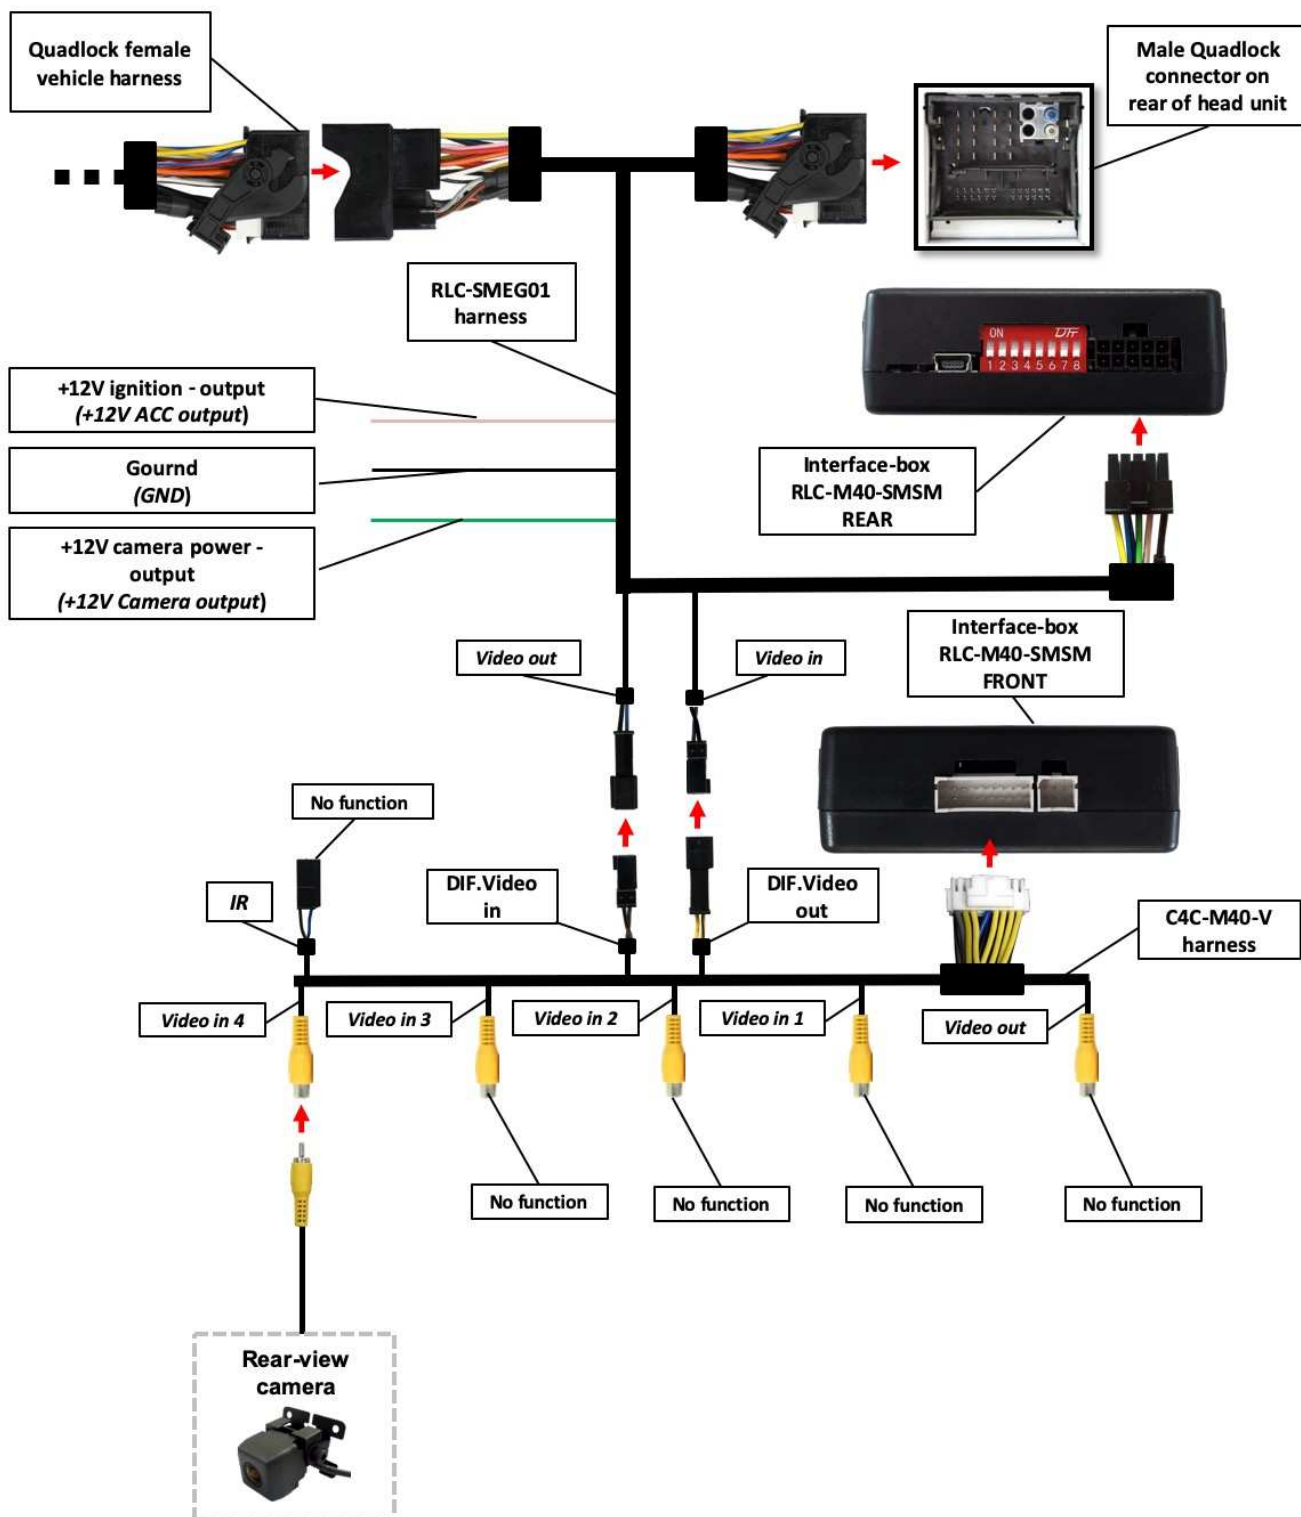 Quadlock female
vehicle harness
Male Quadlock
connector on
rear of head unit
RLC-SMEG01
harness
ON
DTF
1 2 3 4 5 6 7 8
+12V ignition - output
(+12V ACC output)
Gournd
(GND)
+12V camera power -
output
(+12V Camera output)
Interface-box
RLC-M40-SMSM
REAR
Interface-box
RLC-M40-SMSM
FRONT
Video out
Video in
No function
IR
DIF.Video
in
DIF.Video
out
C4C-M40-V
harness
Video in 4
Video in 3
Video in 2
Video in 1
Video out
No function
No function
No function
No function
Rear-view
camera